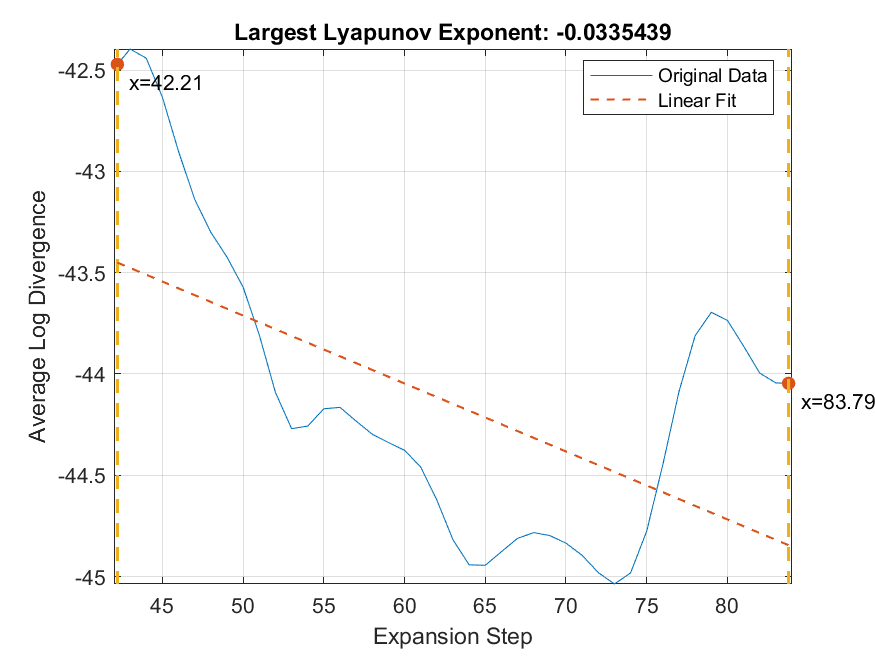 Largest Lyapunov Exponent: -0.0335439
Original Data
Linear Fit
x=42.21
x=83.79
-42.5
-43
-43.5
-44
-44.5
-45
Average Log Divergence
45 50 55 60 65 70 75 80
Expansion Step